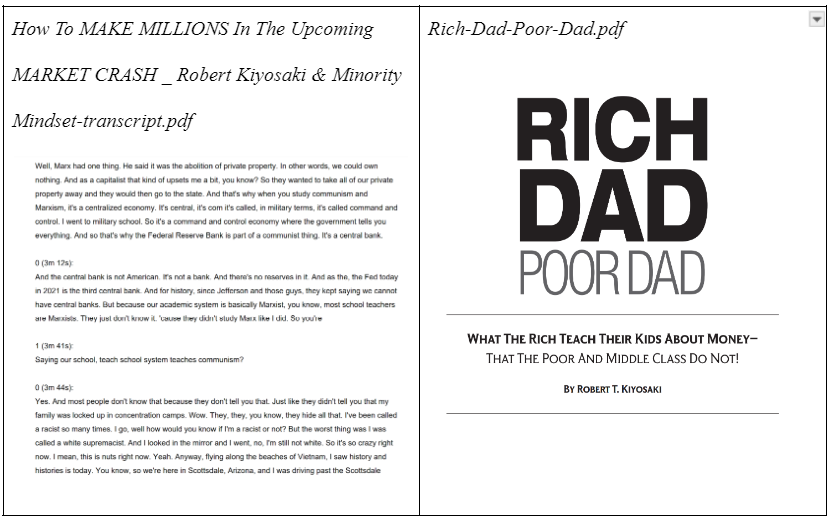 How To MAKE MILLIONS In The Upcoming
MARKET CRASH _ Robert Kiyosaki & Minority
Mindset-transcript.pdf
Well, Marx had one thing. He said it was the abolition of private property. In other words, we could own
nothing. And as a capitalist that kind of upsets me a bit, you know? So they wanted to take all of our private
property away and they would then go to the state. And that's why when you study communism and
Marxism, it's a centralized economy. It's central, it's com it's called, in military terms, it's called command and
control. I went to military school. So it's a command and control economy where the government tells you
everything. And so that's why the Federal Reserve Bank is part of a communist thing. It's a central bank.
0 (3m 12s):
And the central bank is not American. It's not a bank. And there's no reserves in it. And as the, the Fed today
in 2021 is the third central bank. And for history, since Jefferson and those guys, they kept saying we cannot
have central banks. But because our academic system is basically Marxist, you know, most school teachers
are Marxists. They just don't know it. 'cause they didn't study Marx like I did. So you're
1 (3m 41s):
Saying our school, teach school system teaches communism?
0 (3m 44s):
Yes. And most people don't know that because they don't tell you that. Just like they didn't tell you that my
family was locked up in concentration camps. Wow. They, they, you know, they hide all that. I've been called
a racist so many times. I go, well how would you know if I'm a racist or not? But the worst thing was I was
called a white supremacist. And I looked in the mirror and I went, no, I'm still not white. So it's so crazy right
now. I mean, this is nuts right now. Yeah. Anyway, flying along the beaches of Vietnam, I saw history and
histories is today. You know, so we're here in Scottsdale, Arizona, and I was driving past the Scottsdale
Rich-Dad-Poor-Dad.pdf
RICH
DAD
POOR DAD
WHAT THE RICH TEACH THEIR KIDS ABOUT MONEY–
THAT THE POOR AND MIDDLE CLASS DO NOT!
BY ROBERT T. KIYOSAKI